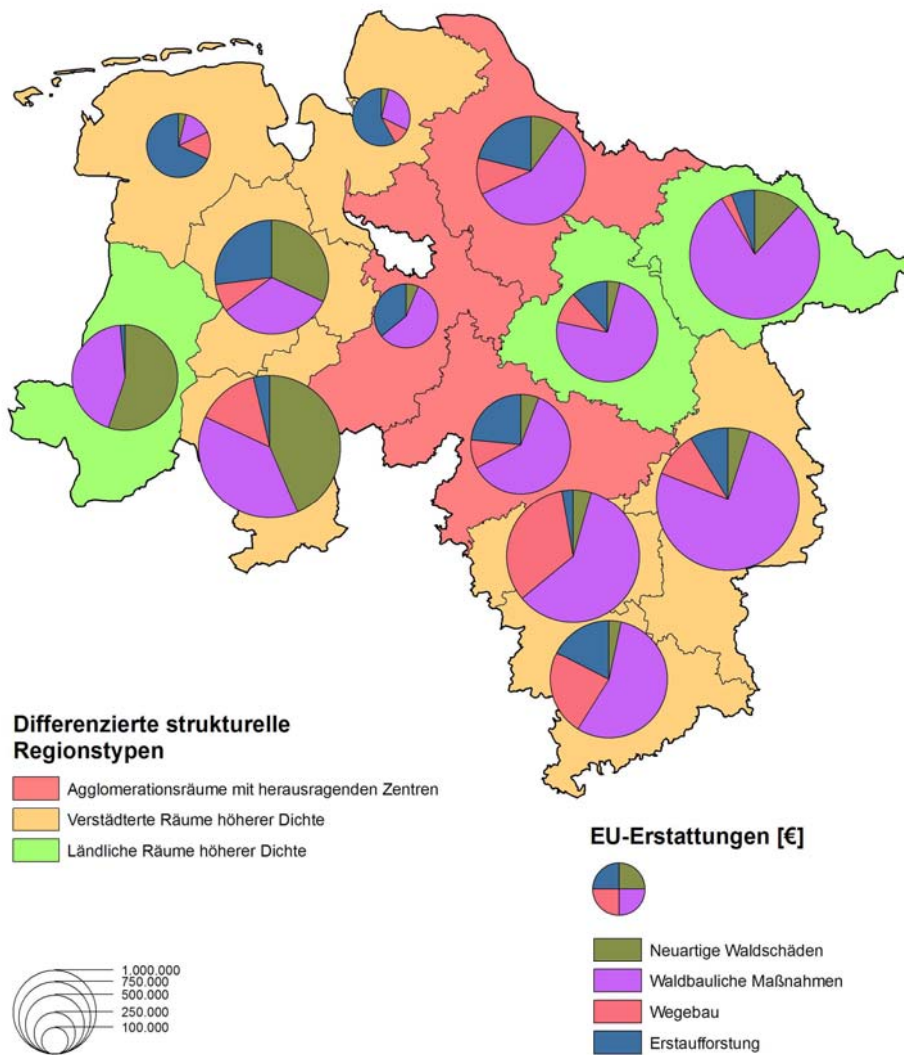 Differenzierte strukturelle
Regionstypen
Agglomerationsräume mit herausragenden Zentren
Verstädterte Räume höherer Dichte
Ländliche Räume höherer Dichte
EU-Erstattungen [€]
Neuartige Waldschäden
Waldbauliche Maßnahmen
Wegebau
Erstaufforstung
1.000.000
750.000
500.000
250.000
100.000